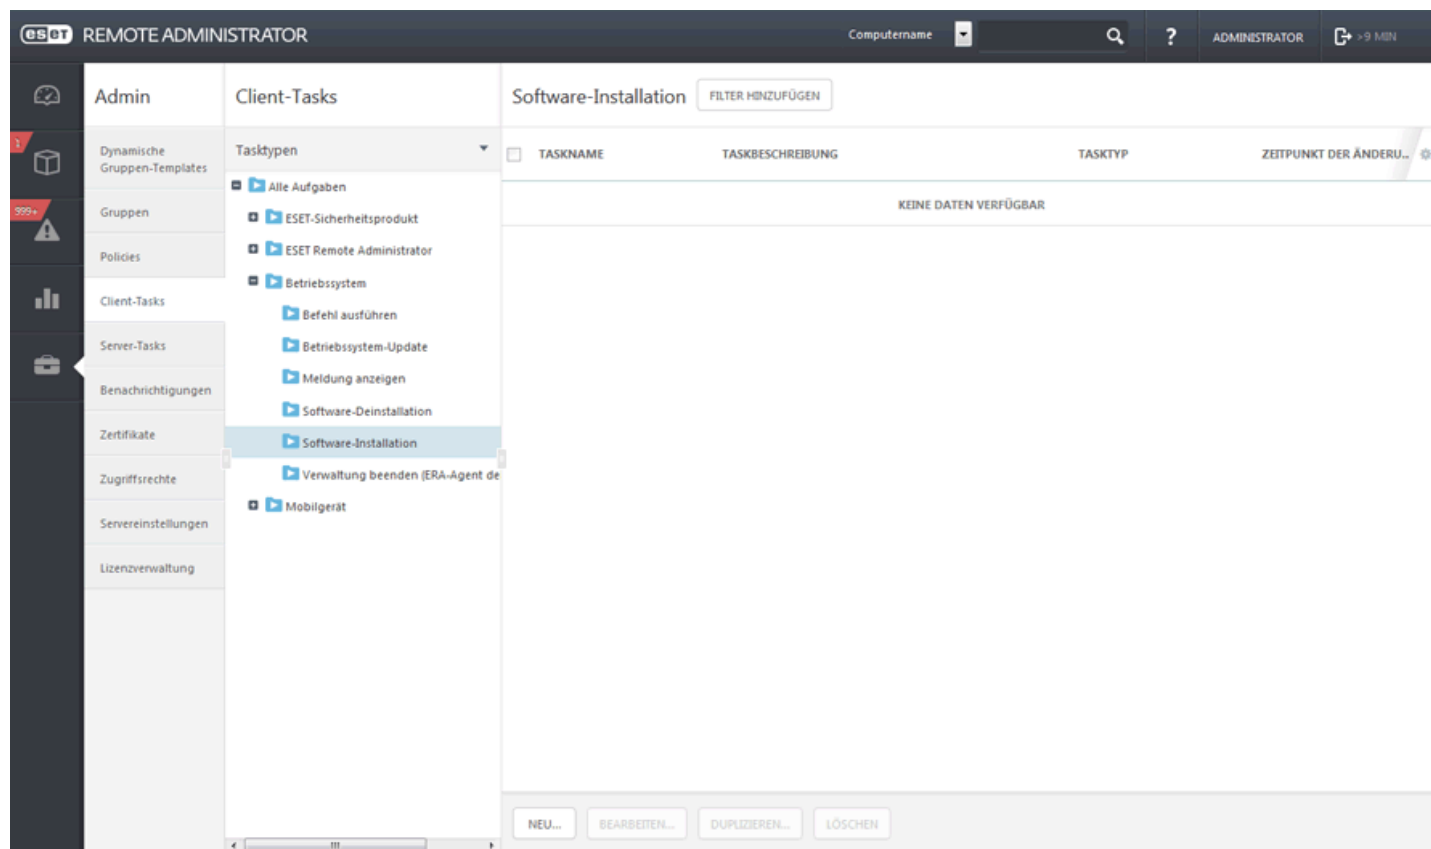 eset REMOTE ADMINISTRATOR
Computername
?
ADMINISTRATOR
>9 MIN
1
999+
Admin
Dynamische
Gruppen-Templates
Gruppen
Policies
Client-Tasks
Server-Tasks
Benachrichtigungen
Zertifikate
Zugriffsrechte
Servereinstellungen
Lizenzverwaltung
Client-Tasks
Tasktypen
Alle Aufgaben
ESET-Sicherheitsprodukt
ESET Remote Administrator
Betriebssystem
Befehl ausführen
Betriebssystem-Update
Meldung anzeigen
Software-Deinstallation
Software-Installation
Verwaltung beenden (ERA-Agent de
Mobilgerät
Software-Installation FILTER HINZUFÜGEN
TASKNAME TASKBESCHREIBUNG TASKTYP ZEITPUNKT DER ÄNDERU...
KEINE DATEN VERFÜGBAR
NEU... BEARBEITEN... DUPLIZIEREN... LÖSCHEN